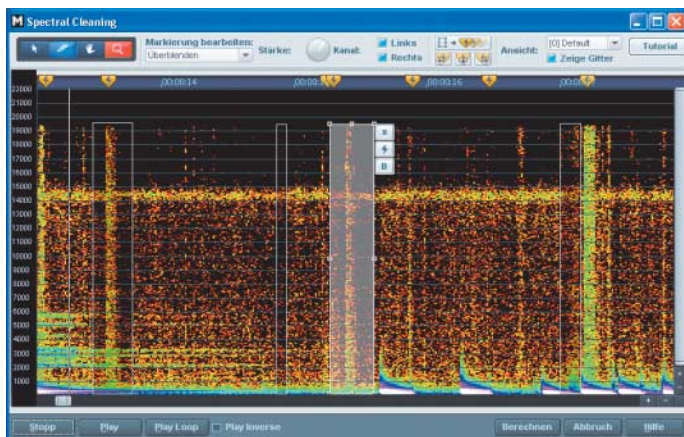 Spectral Cleaning
Markierung bearbeiten:
Überblenden
Stärke:
Kanal:
Links
Rechts
Ansicht:
[0] Default
Zeige Gitter
Tutorial
00:00:14
00:00:16
22000
21000
20000
19000
18000
17000
16000
15000
14000
13000
12000
11000
10000
9000
8000
7000
6000
5000
4000
3000
2000
1000
B
Stopp
Play
Play Loop
Play Inverse
Berechnen
Abbruch
Hilfe